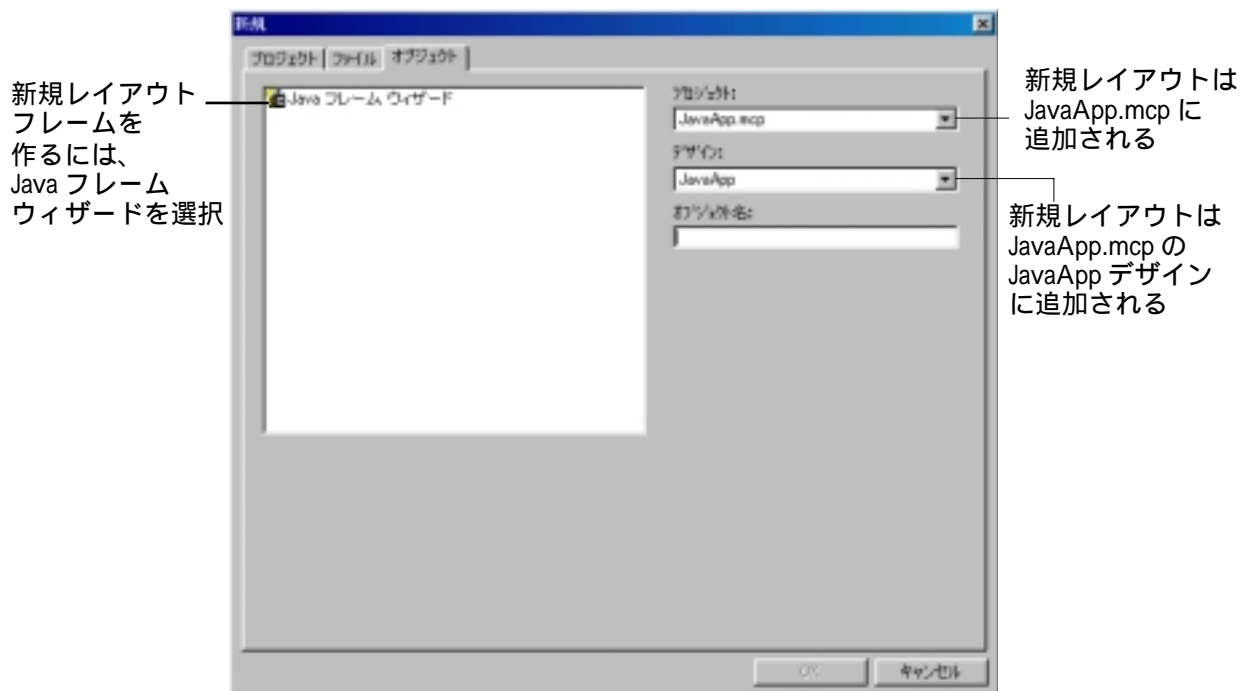 新規
プロジェクト
ファイル
オブジェクト
Java フレーム ウィザード
プロジェクト:
JavaApp.mcp
デザイン:
JavaApp
オブジェクト名:
OK
キャンセル
新規レイアウト
フレームを
作るには、
Java フレーム
ウィザードを選択
新規レイアウトは
JavaApp.mcp に
追加される
新規レイアウトは
JavaApp.mcp の
JavaApp デザイン
に追加される